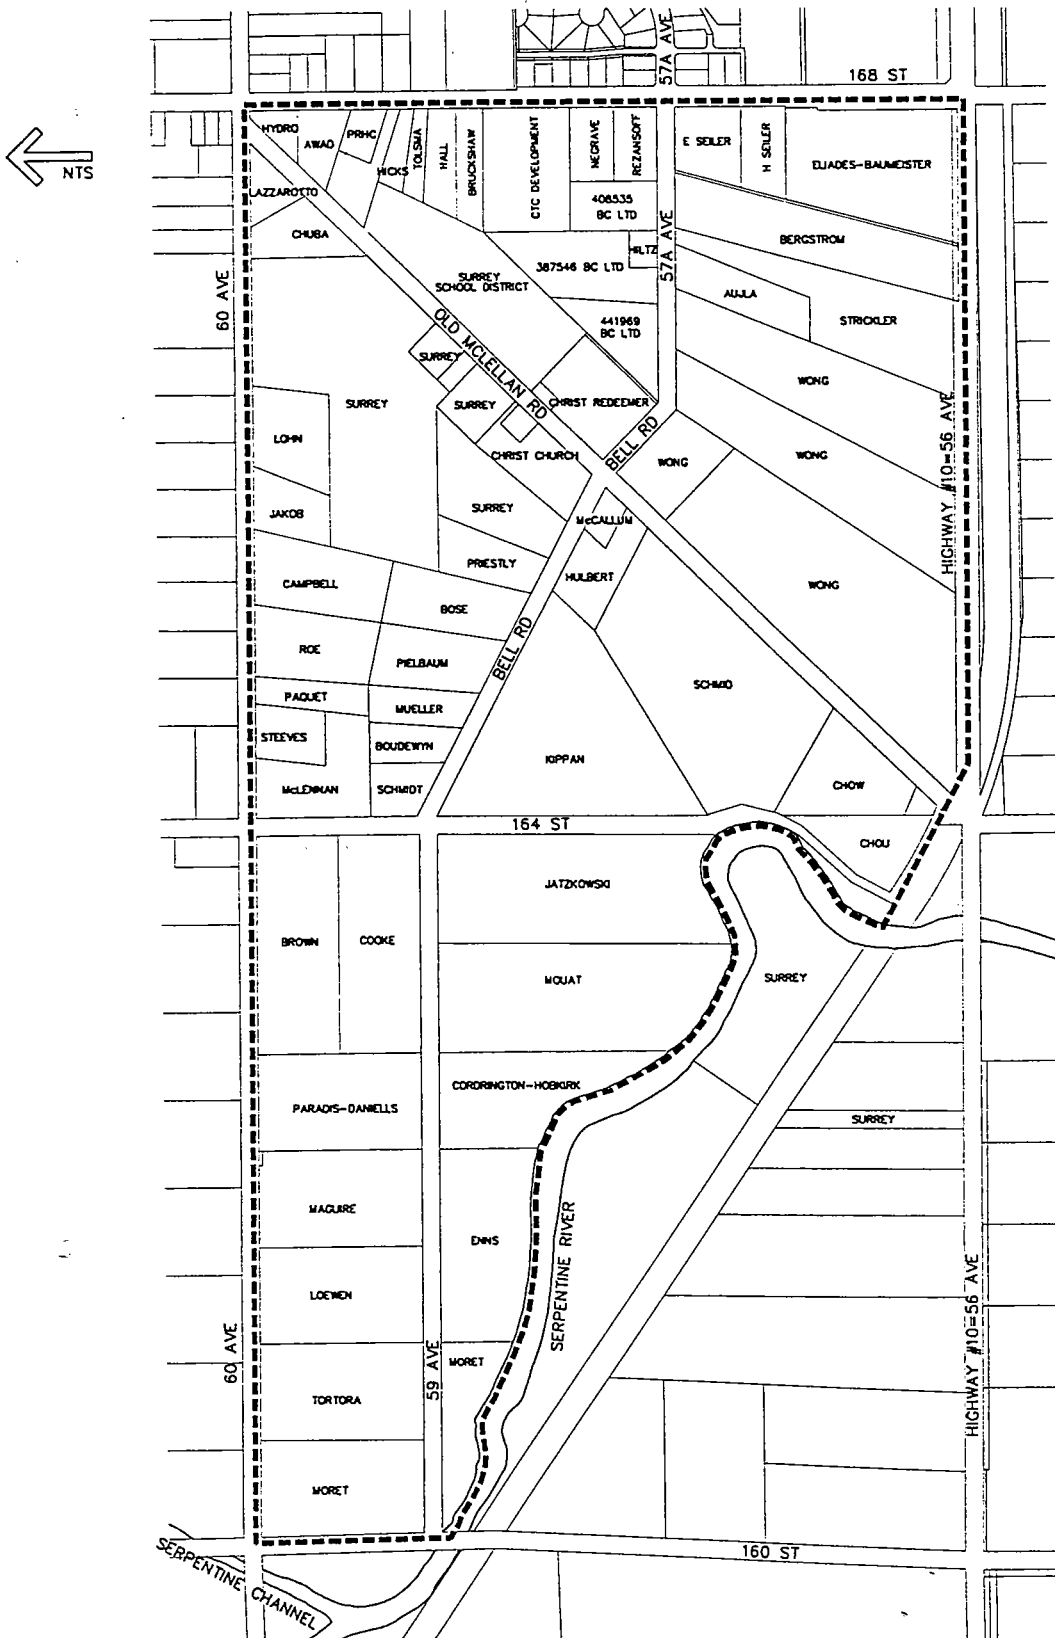 57A AVE
168 ST
NTS
HYDRO
AWAD
PRHC
HICKS
TOLSMA
HALL
BRUCKSHAW
CTC DEVELOPMENT
NEGRAVE
REZANSOFF
E SEILER
H SEILER
ELIADES-BAUMEISTER
LAZZAROTTO
408535
BC LTD
CHUBA
HILTZ
57A AVE
BERGSTROM
387546 BC LTD
SURREY
SCHOOL DISTRICT
60 AVE
AUJLA
STRICKLER
441969
BC LTD
OLD MCLELLAN RD
SURREY
WONG
SURREY
SURREY
CHRIST REDEEMER
LOHN
BELL RD
CHRIST CHURCH
WONG
WONG
HIGHWAY #10=56 AVE
JAKOB
SURREY
McCALLUM
PRIESTLY
HULBERT
CAMPBELL
WONG
BOSE
BELL RD
ROE
PIELBAUM
SCHMID
PAQUET
MUELLER
STEEVES
BOUDEWYN
KIPPAN
McLENNAN
SCHMIDT
CHOW
164 ST
CHOU
JATZKOWSKI
BROWN
COOKE
MOUAT
SURREY
CORDRINGTON-HOBKIRK
PARADIS-DANIELLS
SURREY
MAGUIRE
ENNS
SERPENTINE RIVER
LOEWEN
HIGHWAY #10=56 AVE
60 AVE
59 AVE
MORET
TORTORA
MORET
160 ST
SERPENTINE CHANNEL